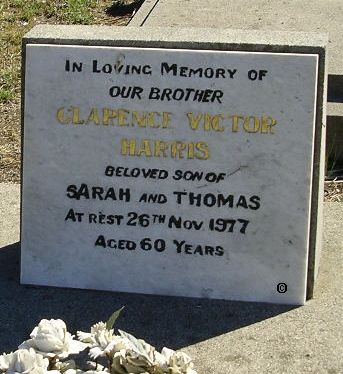 In Loving Memory of
OUR BROTHER
CLARENCE VICTOR
HARRIS
BELOVED SON OF
SARAH AND THOMAS
At rest 26TH Nov 1977
Aged 60 Years
©